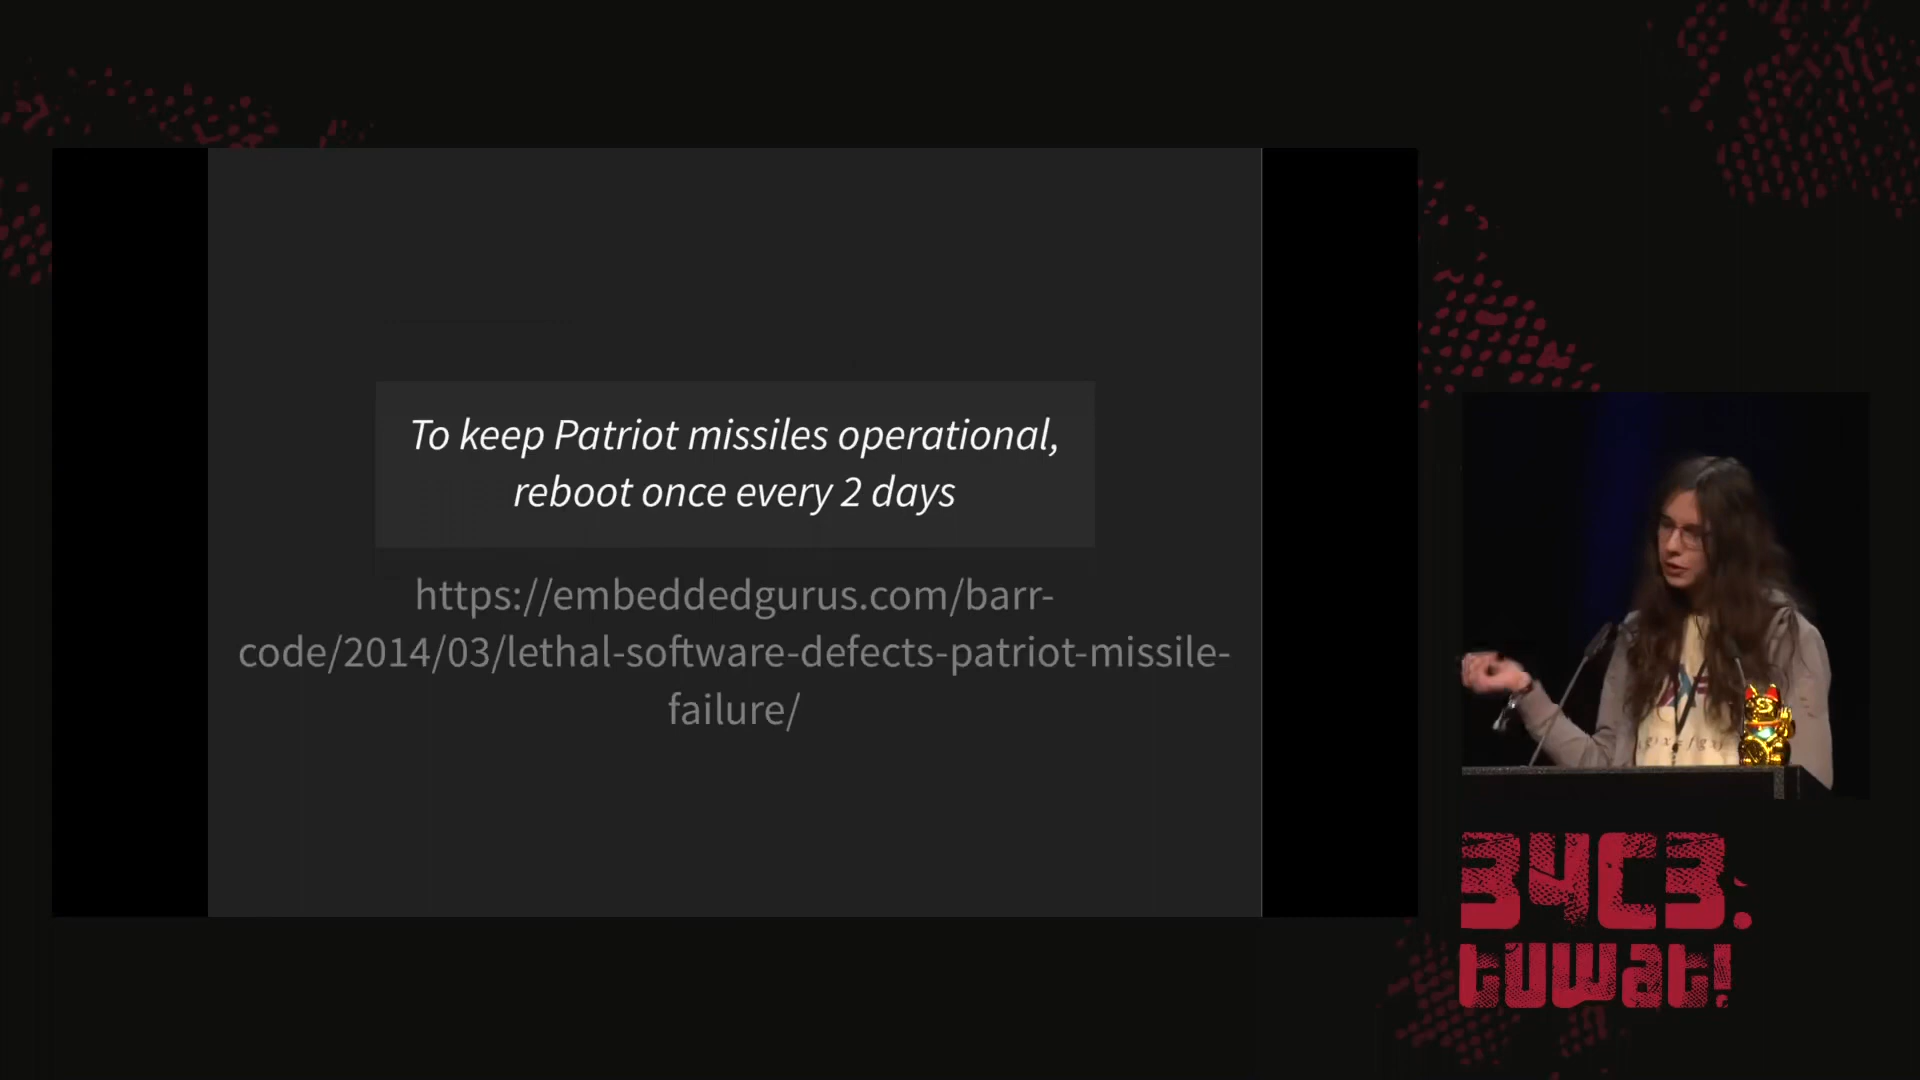 To keep Patriot missiles operational,
reboot once every 2 days
https://embeddedgurus.com/barr-
code/2014/03/lethal-software-defects-patriot-missile-
failure/
34C3.
tuwat!